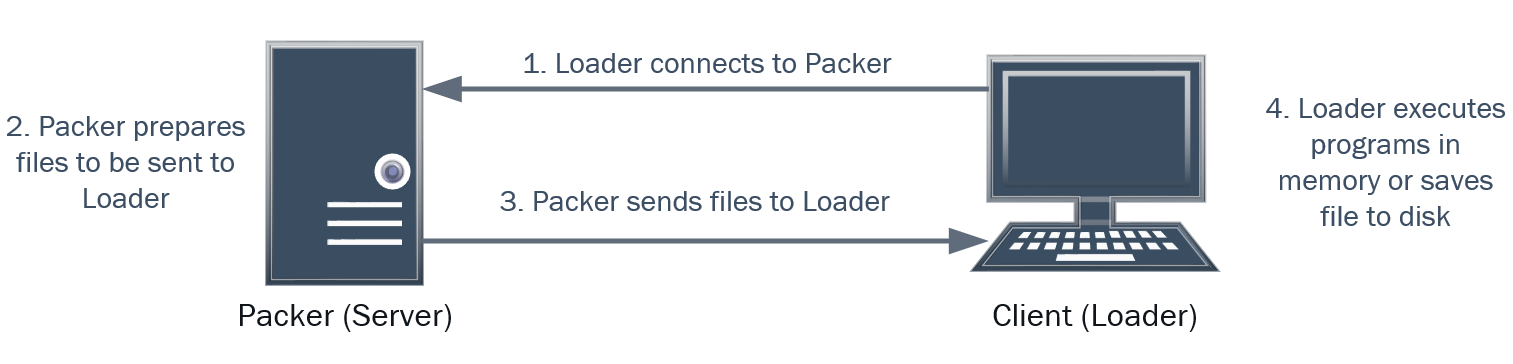 1. Loader connects to Packer
2. Packer prepares
files to be sent to
Loader
3. Packer sends files to Loader
4. Loader executes
programs in
memory or saves
file to disk
Packer (Server)
Client (Loader)